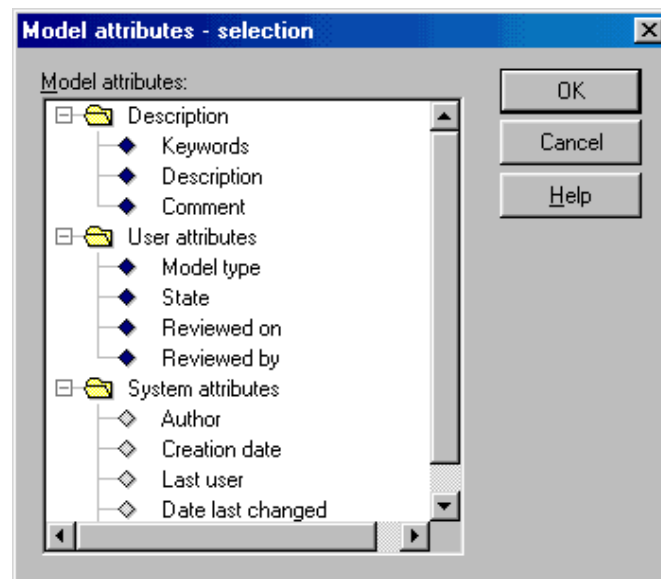 Model attributes - selection
Model attributes:
Description
Keywords
Description
Comment
User attributes
Model type
State
Reviewed on
Reviewed by
System attributes
Author
Creation date
Last user
Date last changed
OK
Cancel
Help